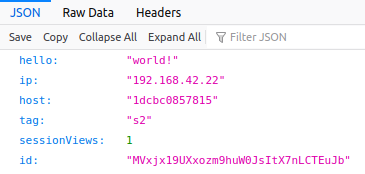 JSON Raw Data Headers
Save Copy Collapse All Expand All Filter JSON
hello: "world!"
ip: "192.168.42.22"
host: "1dcbc0857815"
tag: "s2"
sessionViews: 1
id: "MVxjx19UXxozm9huW0JsItX7nLCTEuJb"